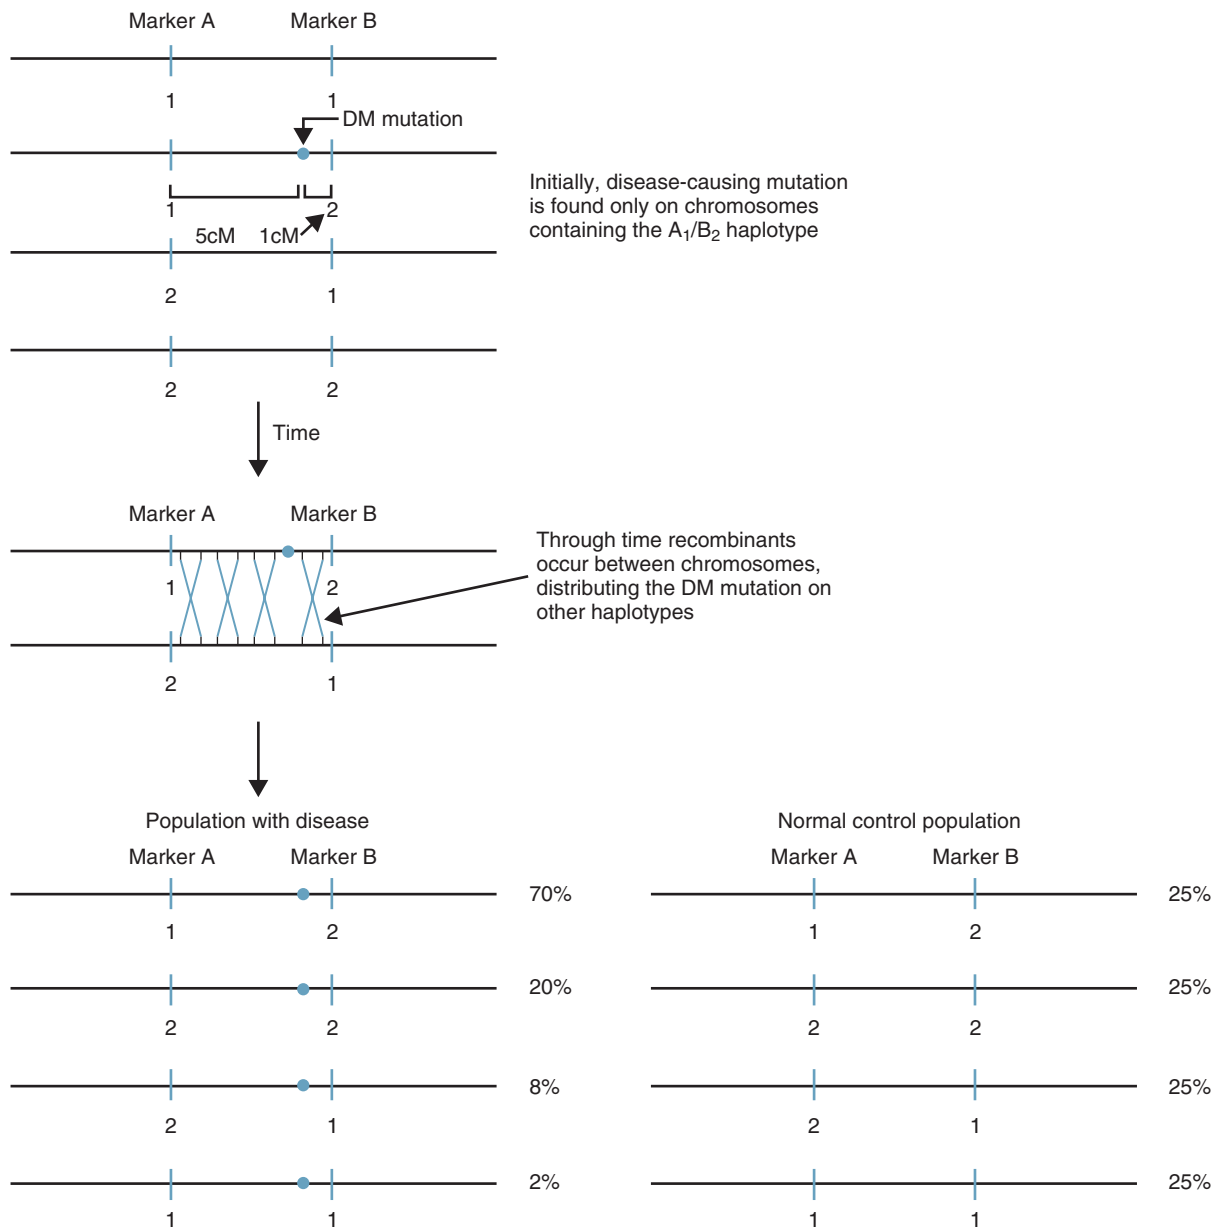 Marker A Marker B
1 1
DM mutation
1 2
5cM 1cM
Initially, disease-causing mutation
is found only on chromosomes
containing the A₁/B₂ haplotype
2 1
2 2
Time
Marker A Marker B
1 2
2 1
Through time recombinants
occur between chromosomes,
distributing the DM mutation on
other haplotypes
Population with disease
Marker A Marker B
70%
1 2
20%
2 2
8%
2 1
2%
1 1
Normal control population
Marker A Marker B
25%
1 2
25%
2 2
25%
2 1
25%
1 1